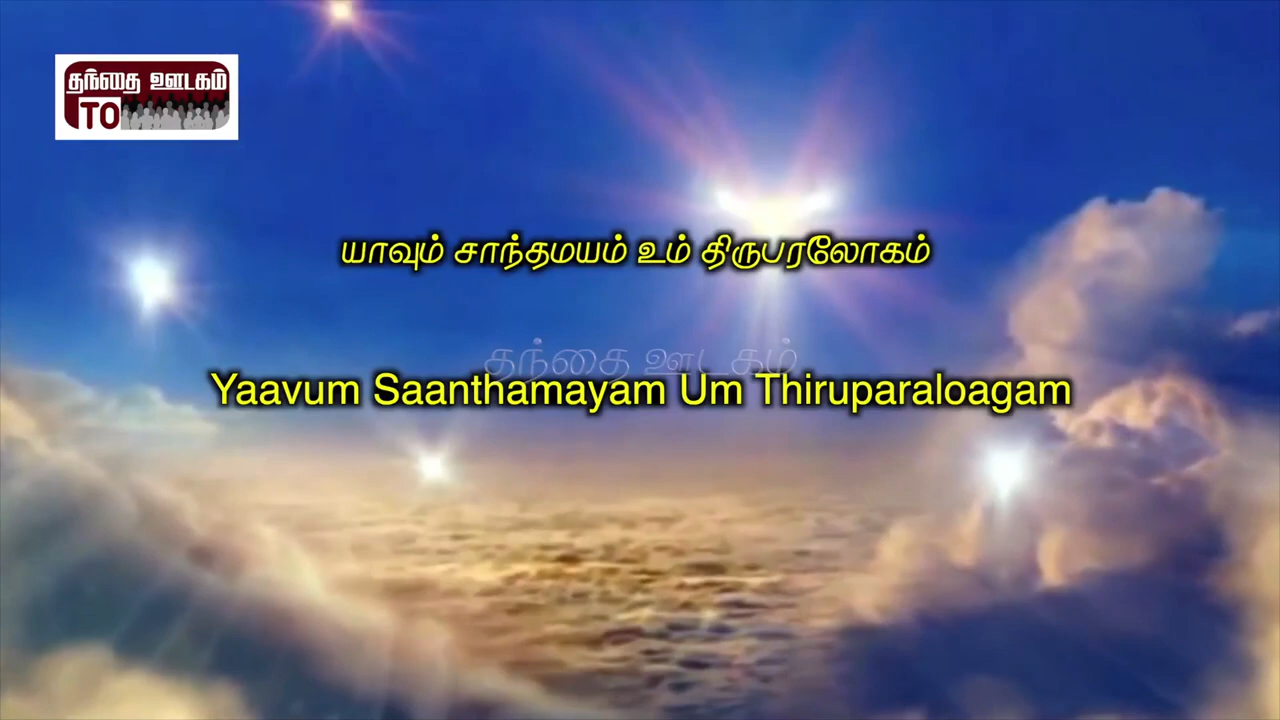 தந்தை ஊடகம்
TO
யாவும் சாந்தமயம் உம் திருபரலோகம்
தந்தை ஊடகம்
Yaavum Saanthamayam Um Thiruparaloagam